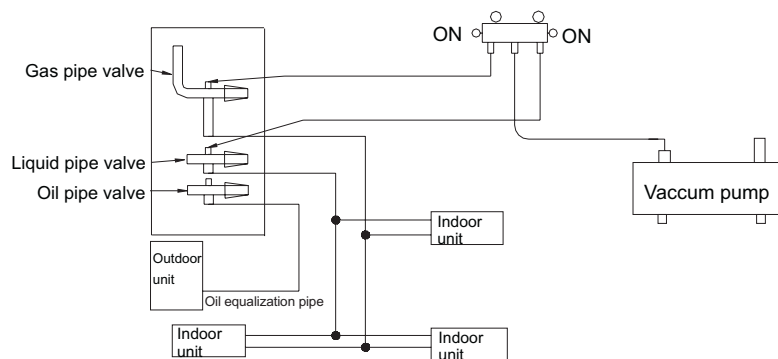 ON
ON
Gas pipe valve
Liquid pipe valve
Oil pipe valve
Vaccum pump
Indoor
unit
Outdoor
unit
Oil equalization pipe
Indoor
unit
Indoor
unit